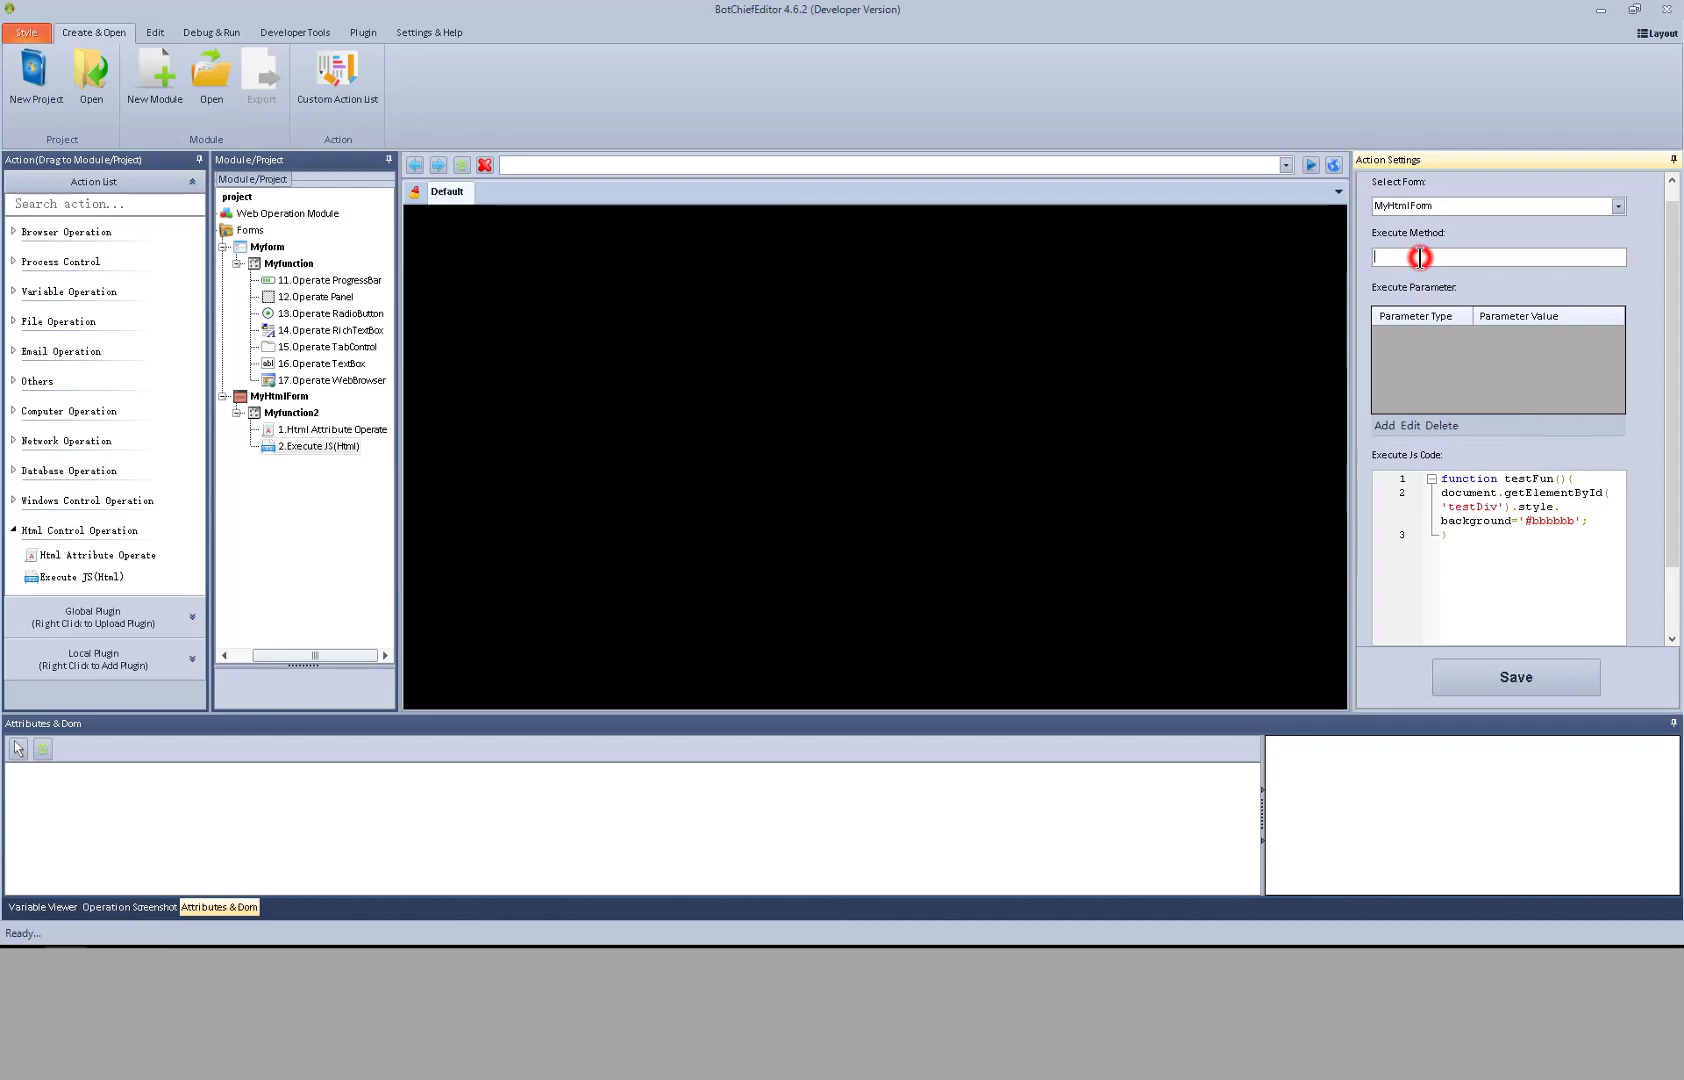 BotChiefEditor 4.6.2 (Developer Version)
Style
Create & Open
Edit
Debug & Run
Developer Tools
Plugin
Settings & Help
Layout
New Project
Open
New Module
Open
Export
Custom Action List
Project
Module
Action
Action(Drag to Module/Project)
Action List
Search action...
Browser Operation
Process Control
Variable Operation
File Operation
Email Operation
Others
Computer Operation
Network Operation
Database Operation
Windows Control Operation
Html Control Operation
Html Attribute Operate
Execute JS(Html)
Global Plugin
(Right Click to Upload Plugin)
Local Plugin
(Right Click to Add Plugin)
Module/Project
Module/Project
project
Web Operation Module
Forms
Myform
Myfunction
11.Operate ProgressBar
12.Operate Panel
13.Operate RadioButton
14.Operate RichTextBox
15.Operate TabControl
abl 16.Operate TextBox
17.Operate WebBrowser
MyHtmlForm
Myfunction2
1.Html Attribute Operate
2.Execute JS(Html)
Default
Action Settings
Select Form:
MyHtmlForm
Execute Method:
Execute Parameter:
Parameter Type
Parameter Value
Add Edit Delete
Execute Js Code:
1 function testFun(){
2 document.getElementById(
'testDiv').style.
background='#bbbbbb';
3 }
Save
Attributes & Dom
Variable Viewer
Operation Screenshot
Attributes & Dom
Ready...